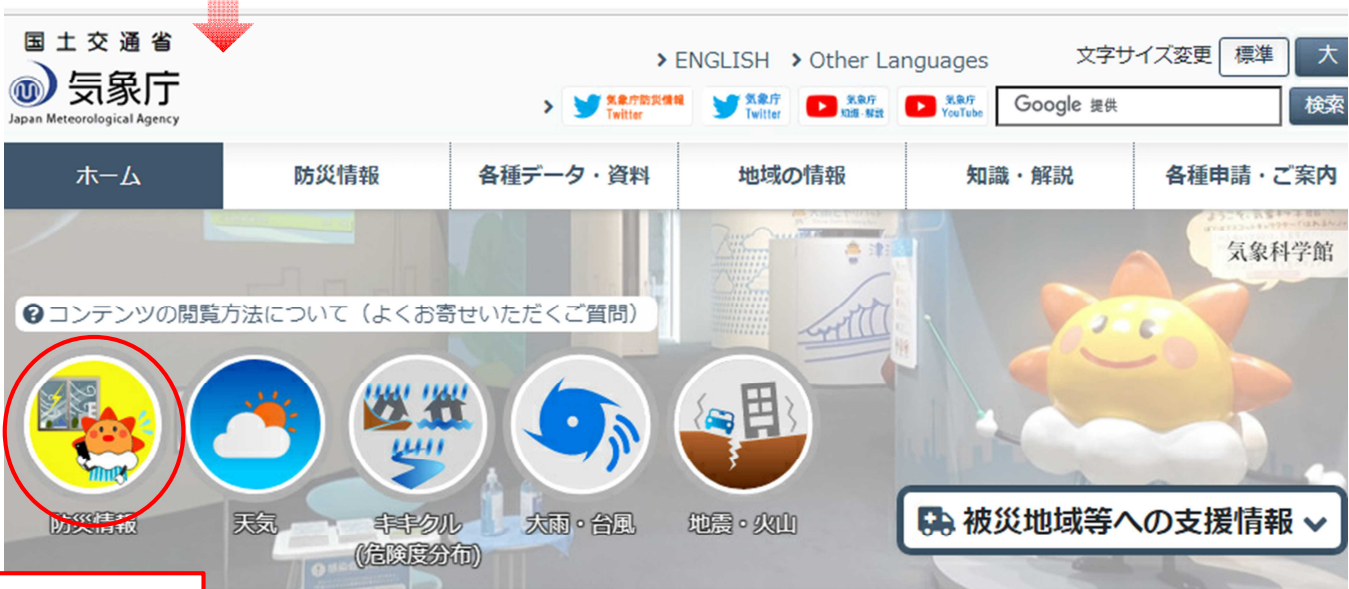 国土交通省
気象庁
Japan Meteorological Agency
ENGLISH Other Languages
文字サイズ変更 標準 大
気象庁防災情報 Twitter
気象庁 Twitter
気象庁 知識・解説
気象庁 YouTube
Google 提供
検索
ホーム 防災情報 各種データ・資料 地域の情報 知識・解説 各種申請・ご案内
気象科学館
コンテンツの閲覧方法について（よくお寄せいただくご質問）
防災情報 天気 キキクル 大雨・台風 地震・火山
(危険度分布)
被災地域等への支援情報